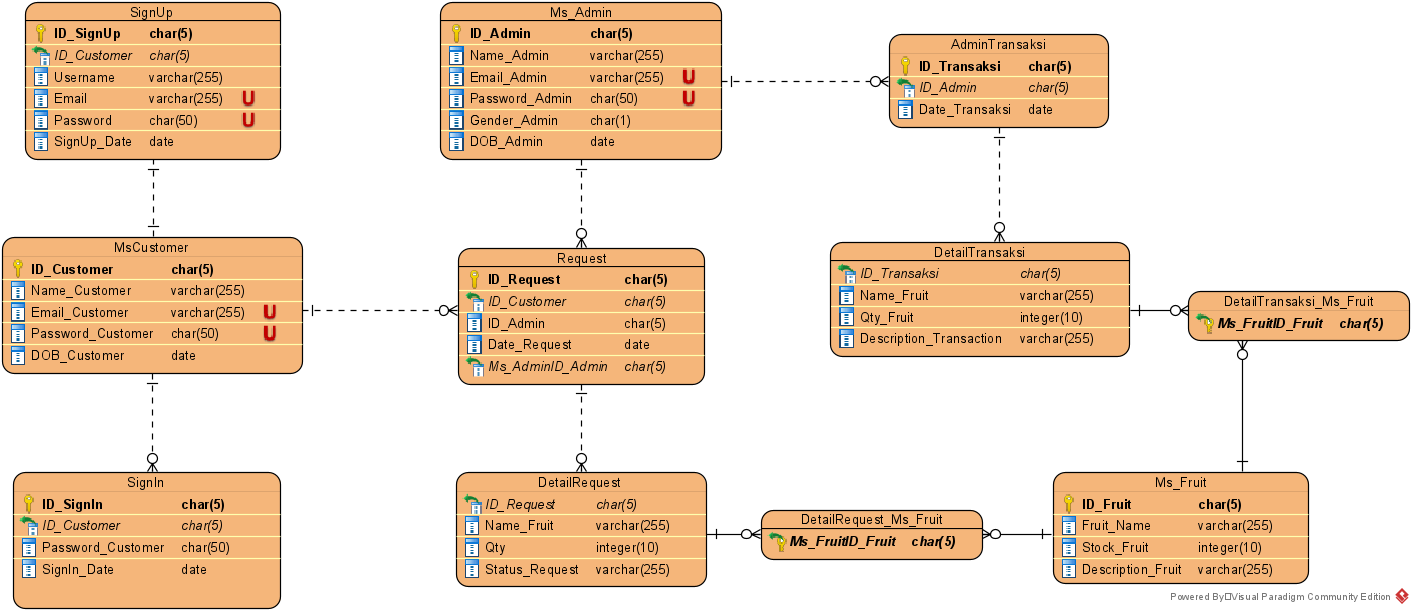 SignUp
ID_SignUp char(5)
ID_Customer char(5)
Username varchar(255)
Email varchar(255) U
Password char(50) U
SignUp_Date date
Ms_Admin
ID_Admin char(5)
Name_Admin varchar(255)
Email_Admin varchar(255) U
Password_Admin char(50) U
Gender_Admin char(1)
DOB_Admin date
AdminTransaksi
ID_Transaksi char(5)
ID_Admin char(5)
Date_Transaksi date
MsCustomer
ID_Customer char(5)
Name_Customer varchar(255)
Email_Customer varchar(255) U
Password_Customer char(50) U
DOB_Customer date
Request
ID_Request char(5)
ID_Customer char(5)
ID_Admin char(5)
Date_Request date
Ms_AdminID_Admin char(5)
DetailTransaksi
ID_Transaksi char(5)
Name_Fruit varchar(255)
Qty_Fruit integer(10)
Description_Transaction varchar(255)
DetailTransaksi_Ms_Fruit
Ms_FruitID_Fruit char(5)
SignIn
ID_SignIn char(5)
ID_Customer char(5)
Password_Customer char(50)
SignIn_Date date
DetailRequest
ID_Request char(5)
Name_Fruit varchar(255)
Qty integer(10)
Status_Request varchar(255)
DetailRequest_Ms_Fruit
Ms_FruitID_Fruit char(5)
Ms_Fruit
ID_Fruit char(5)
Fruit_Name varchar(255)
Stock_Fruit integer(10)
Description_Fruit varchar(255)
Powered By Visual Paradigm Community Edition